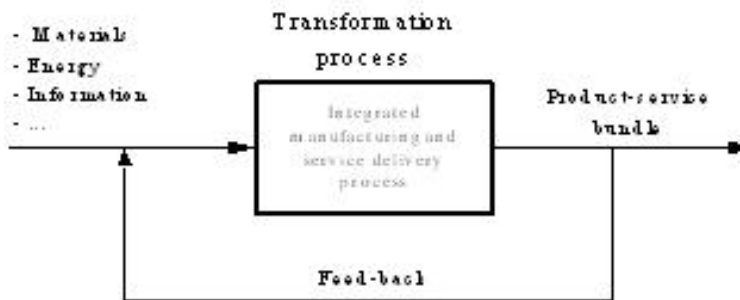 Transformation
process
- Materials
- Energy
- Information
- ...
Integrated
manufacturing and
service delivery
process
Product-service
bundle
Feed-back